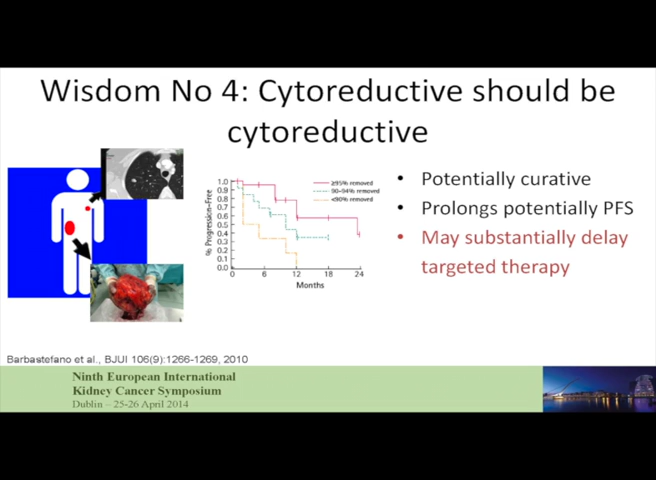 Wisdom No 4: Cytoreductive should be
cytoreductive
% Progression-Free
1.0
0.9
0.8
0.7
0.6
0.5
0.4
0.3
0.2
0.1
0.0
0 6 12 18 24
Months
≥95% removed
90–94% removed
<90% removed
• Potentially curative
• Prolongs potentially PFS
• May substantially delay
targeted therapy
Barbastefano et al., BJUI 106(9):1266-1269, 2010
Ninth European International
Kidney Cancer Symposium
Dublin – 25-26 April 2014